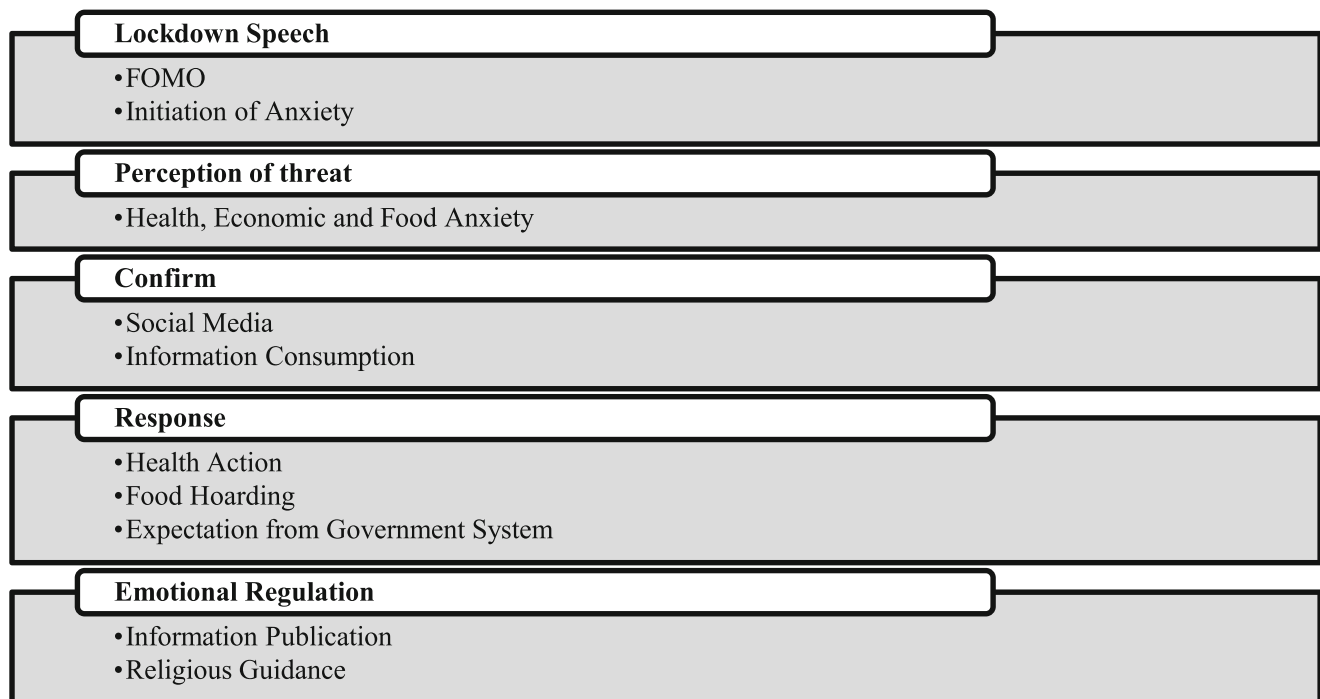 Lockdown Speech
•FOMO
•Initiation of Anxiety
Perception of threat
•Health, Economic and Food Anxiety
Confirm
•Social Media
•Information Consumption
Response
•Health Action
•Food Hoarding
•Expectation from Government System
Emotional Regulation
•Information Publication
•Religious Guidance